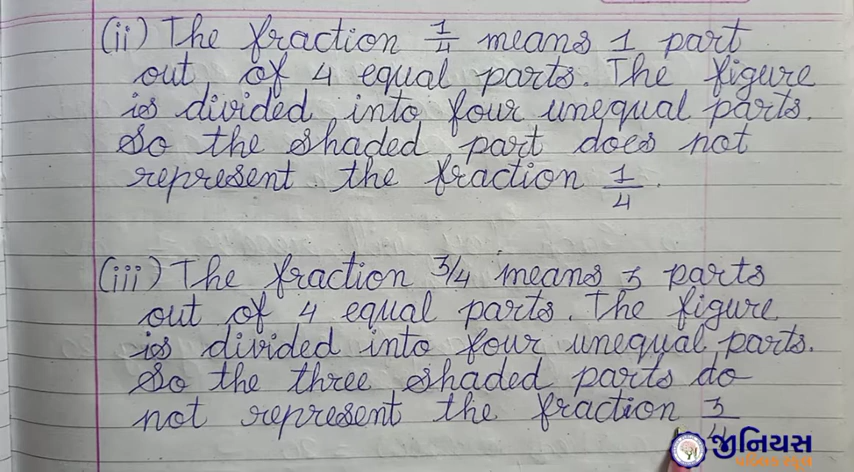 (ii) The fraction 1/4 means 1 part
out of 4 equal parts. The figure
is divided into four unequal parts.
So the shaded part does not
represent the fraction 1/4.
(iii) The fraction 3/4 means 3 parts
out of 4 equal parts. The figure
is divided into four unequal parts.
So the three shaded parts do
not represent the fraction 3/4
જીનિયસ